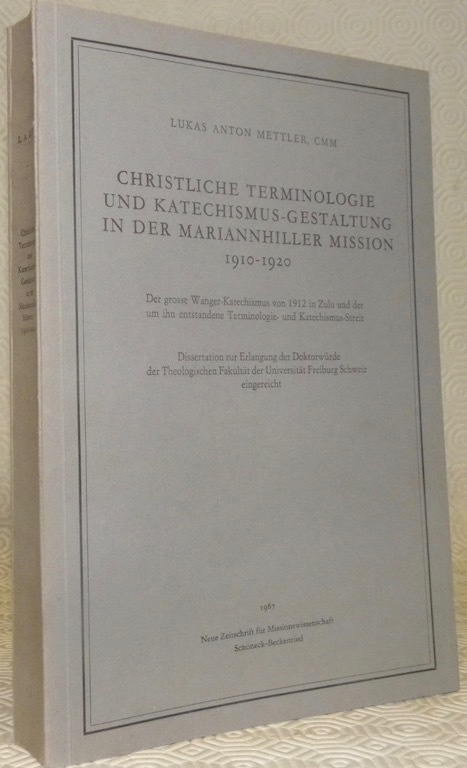 LUKAS ANTON METTLER, CMM
CHRISTLICHE TERMINOLOGIE
UND KATECHISMUS-GESTALTUNG
IN DER MARIANNHILLER MISSION
1910-1920
Der grosse Wanger-Katechismus von 1912 in Zulu und der
um ihn entstandene Terminologie- und Katechismus-Streit
Dissertation zur Erlangung der Doktorwürde
der Theologischen Fakultät der Universität Freiburg Schweiz
eingereicht
1967
Neue Zeitschrift für Missionswissenschaft
Schöneck-Beckenried